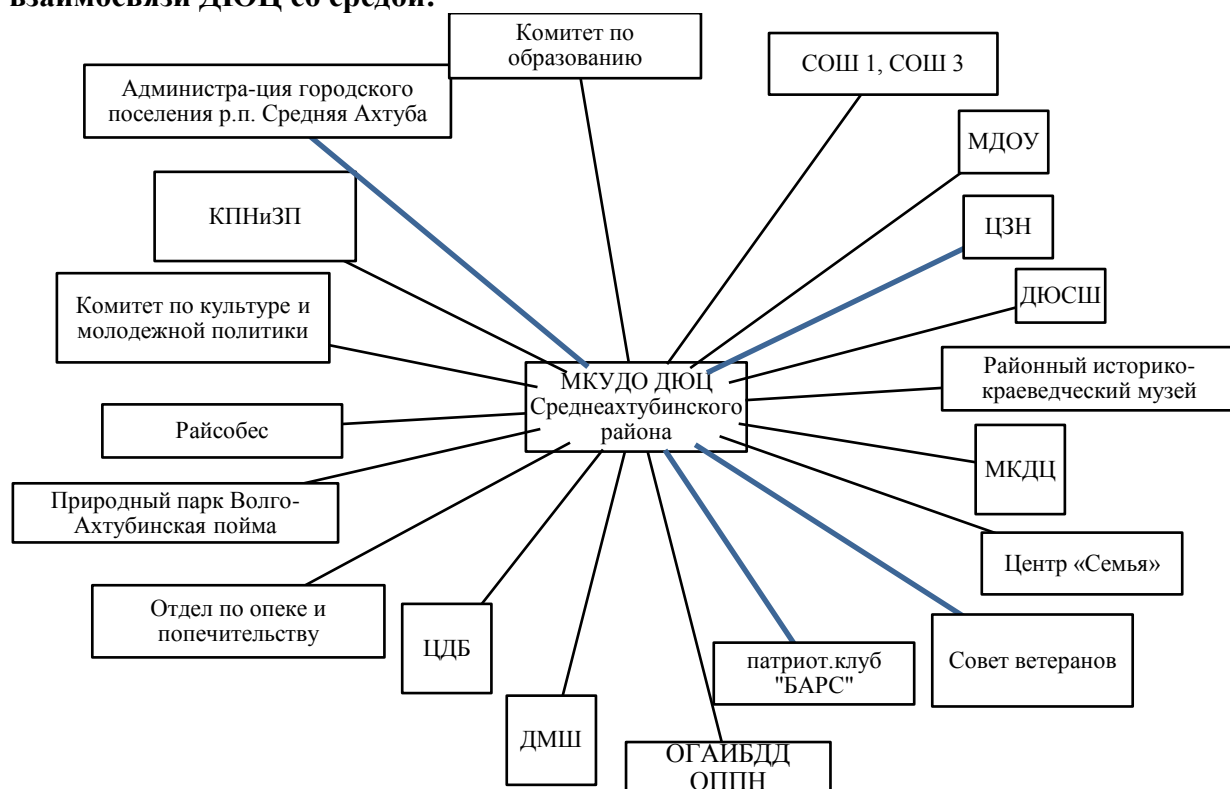 взаимосвязи ДЮЦ со средой:
Комитет по
образованию
СОШ 1, СОШ 3
Администра-ция городского
поселения р.п. Средняя Ахтуба
МДОУ
КПНиЗП
ЦЗН
ДЮСШ
Комитет по культуре и
молодежной политики
Районный историко-
краеведческий музей
МКУДО ДЮЦ
Среднеахтубинского
района
Райсобес
МКДЦ
Природный парк Волго-
Ахтубинская пойма
Центр «Семья»
Отдел по опеке и
попечительству
ЦДБ
патриот.клуб
"БАРС"
Совет ветеранов
ДМШ
ОГАИБДД
ОППН